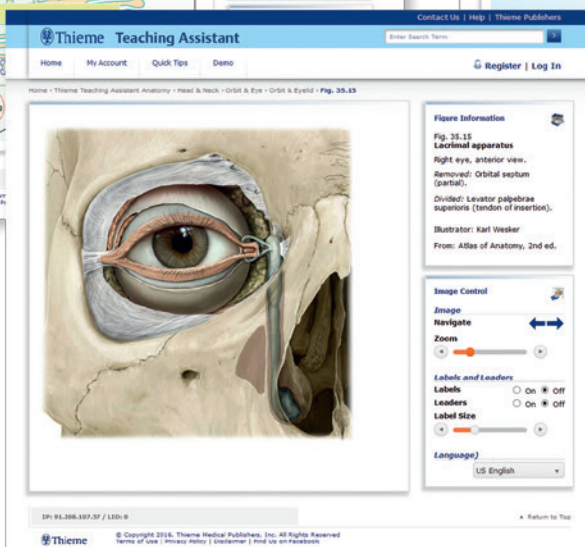 Contact Us | Help | Thieme Publishers
Thieme Teaching Assistant
Enter Search Term
>
Home My Account Quick Tips Demo
Register | Log In
Home › Thieme Teaching Assistant Anatomy › Head & Neck › Orbit & Eye › Orbit & Eyelid › Fig. 35.15
Figure Information
Fig. 35.15
Lacrimal apparatus
Right eye, anterior view.
Removed: Orbital septum
(partial).
Divided: Levator palpebrae
superioris (tendon of insertion).
Illustrator: Karl Wesker
From: Atlas of Anatomy, 2nd ed.
Image Control
Image
Navigate
Zoom
Labels and Leaders
Labels On Off
Leaders On Off
Label Size
Language)
US English
IP: 91.208.107.57 / LID: 0
Return to Top
Thieme
© Copyright 2016. Thieme Medical Publishers, Inc. All Rights Reserved
Terms of Use | Privacy Policy | Disclaimer | Find Us on Facebook